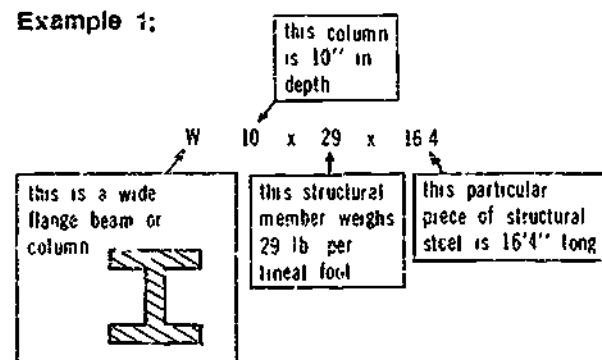 Example 1:
this column
is 10" in
depth
W 10 x 29 x 16 4
this is a wide
flange beam or
column
this structural
member weighs
29 lb per
lineal foot
this particular
piece of structural
steel is 16'4" long